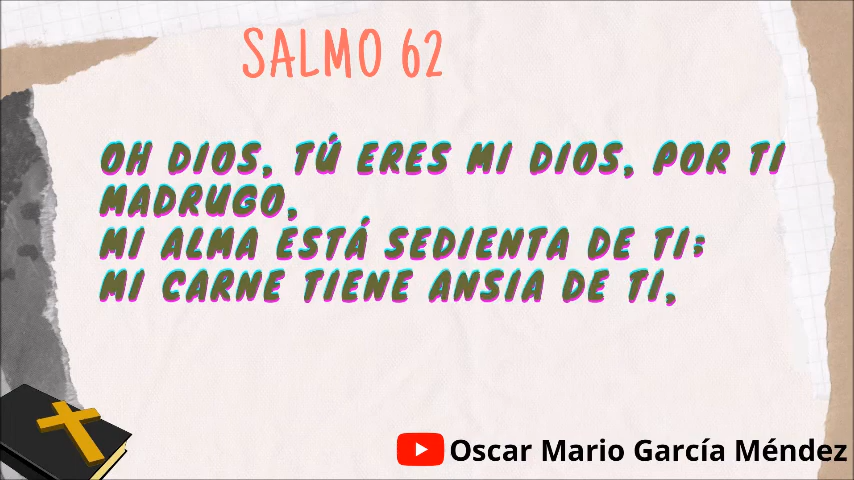 SALMO 62
OH DIOS, TÚ ERES MI DIOS, POR TI
MADRUGO,
MI ALMA ESTÁ SEDIENTA DE TI;
MI CARNE TIENE ANSIA DE TI,
Oscar Mario García Méndez